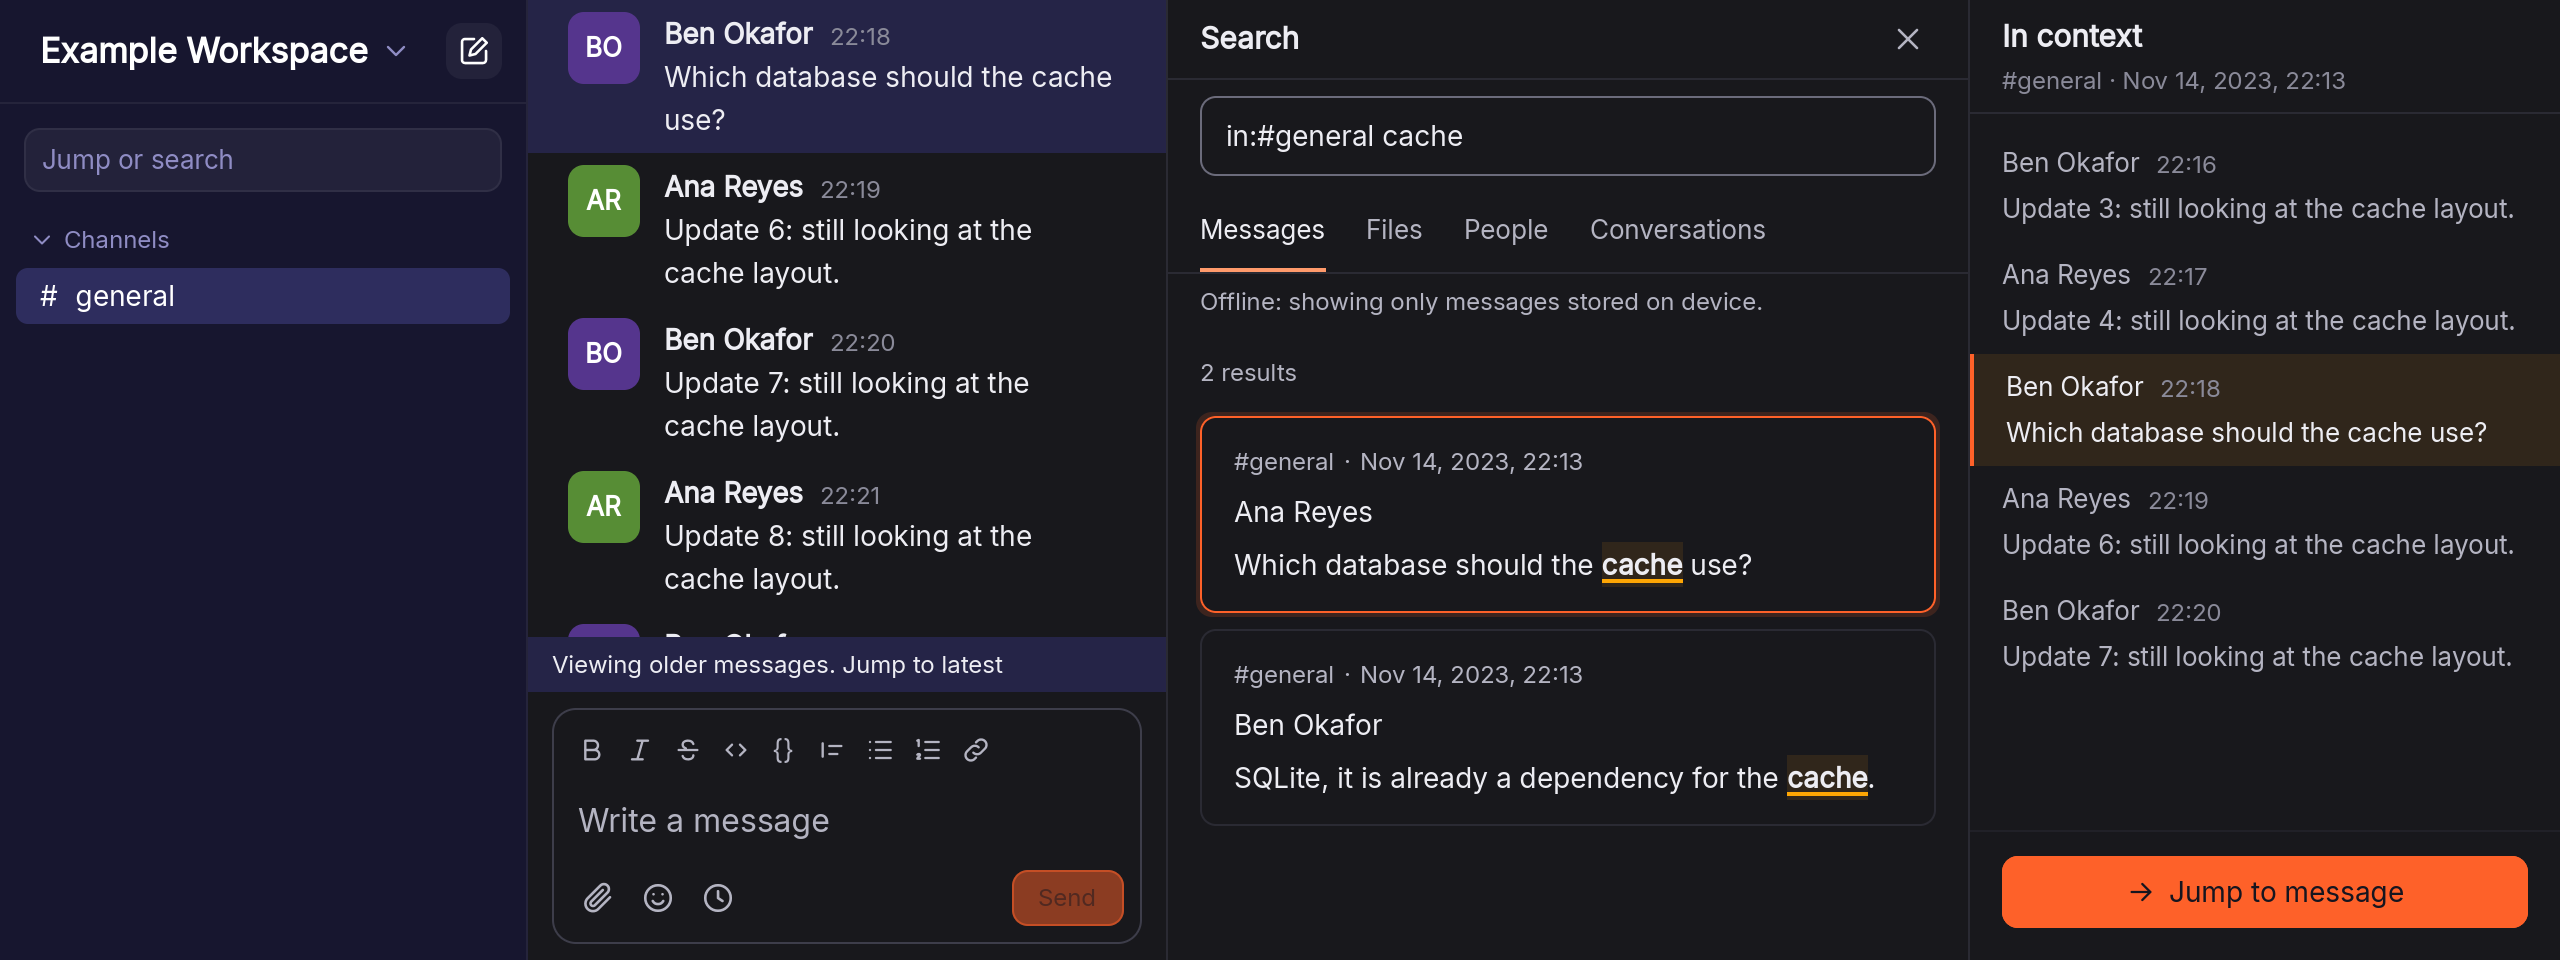 Example Workspace
Jump or search
Channels
# general
BO
Ben Okafor 22:18
Which database should the cache
use?
AR
Ana Reyes 22:19
Update 6: still looking at the
cache layout.
BO
Ben Okafor 22:20
Update 7: still looking at the
cache layout.
AR
Ana Reyes 22:21
Update 8: still looking at the
cache layout.
Viewing older messages. Jump to latest
Write a message
Send
Search
in:#general cache
Messages Files People Conversations
Offline: showing only messages stored on device.
2 results
#general · Nov 14, 2023, 22:13
Ana Reyes
Which database should the cache use?
#general · Nov 14, 2023, 22:13
Ben Okafor
SQLite, it is already a dependency for the cache.
In context
#general · Nov 14, 2023, 22:13
Ben Okafor 22:16
Update 3: still looking at the cache layout.
Ana Reyes 22:17
Update 4: still looking at the cache layout.
Ben Okafor 22:18
Which database should the cache use?
Ana Reyes 22:19
Update 6: still looking at the cache layout.
Ben Okafor 22:20
Update 7: still looking at the cache layout.
→ Jump to message